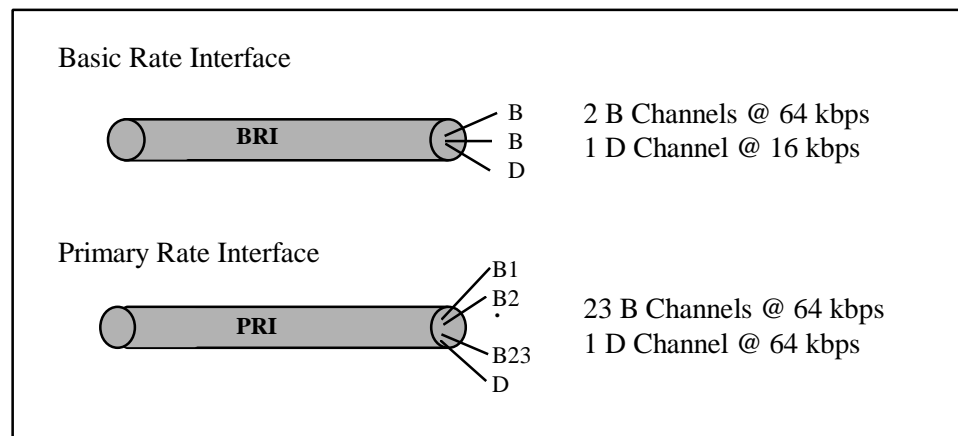 Basic Rate Interface
BRI
B
B
D
2 B Channels @ 64 kbps
1 D Channel @ 16 kbps
Primary Rate Interface
PRI
B1
B2
B23
D
23 B Channels @ 64 kbps
1 D Channel @ 64 kbps